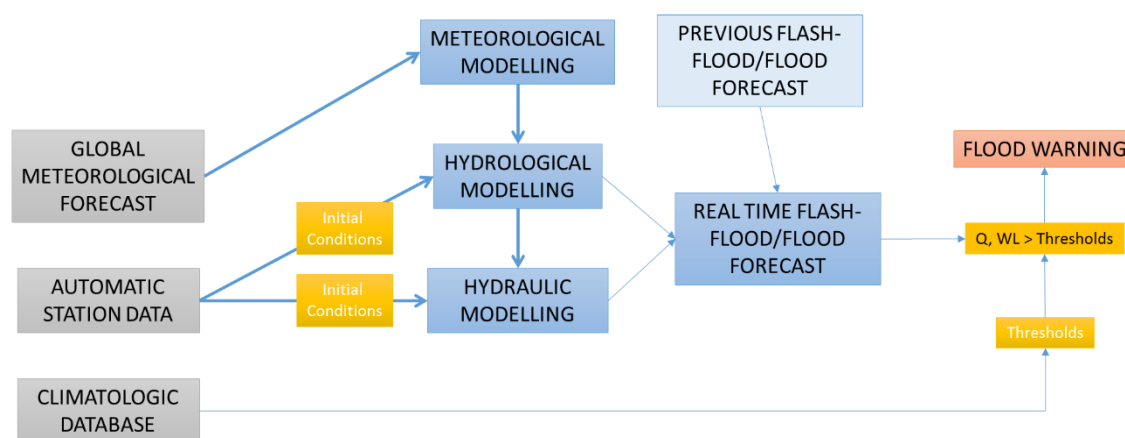 METEOROLOGICAL
MODELLING
PREVIOUS FLASH-
FLOOD/FLOOD
FORECAST
GLOBAL
METEOROLOGICAL
FORECAST
HYDROLOGICAL
MODELLING
FLOOD WARNING
Initial
Conditions
REAL TIME FLASH-
FLOOD/FLOOD
FORECAST
Q, WL > Thresholds
AUTOMATIC
STATION DATA
Initial
Conditions
HYDRAULIC
MODELLING
Thresholds
CLIMATOLOGIC
DATABASE